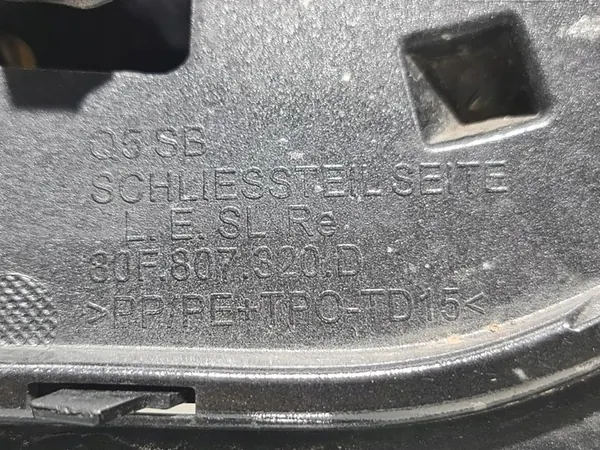 Q5 SB
SCHLIESSTEILSEITE
L. E. SL Re
80F.807.320.D
>PP/PE+TPO-TD15<